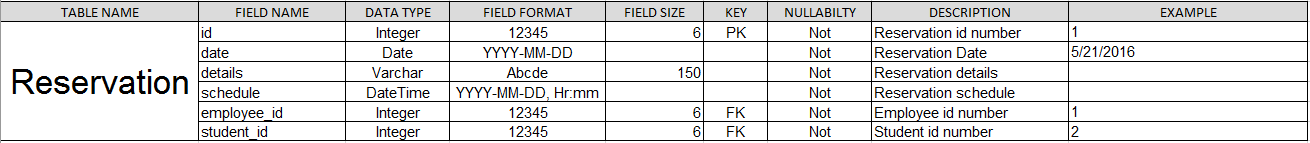 TABLE NAME FIELD NAME DATA TYPE FIELD FORMAT FIELD SIZE KEY NULLABILTY DESCRIPTION EXAMPLE
Reservation
id Integer 12345 6 PK Not Reservation id number 1
date Date YYYY-MM-DD Not Reservation Date 5/21/2016
details Varchar Abcde 150 Not Reservation details
schedule DateTime YYYY-MM-DD, Hr:mm Not Reservation schedule
employee_id Integer 12345 6 FK Not Employee id number 1
student_id Integer 12345 6 FK Not Student id number 2